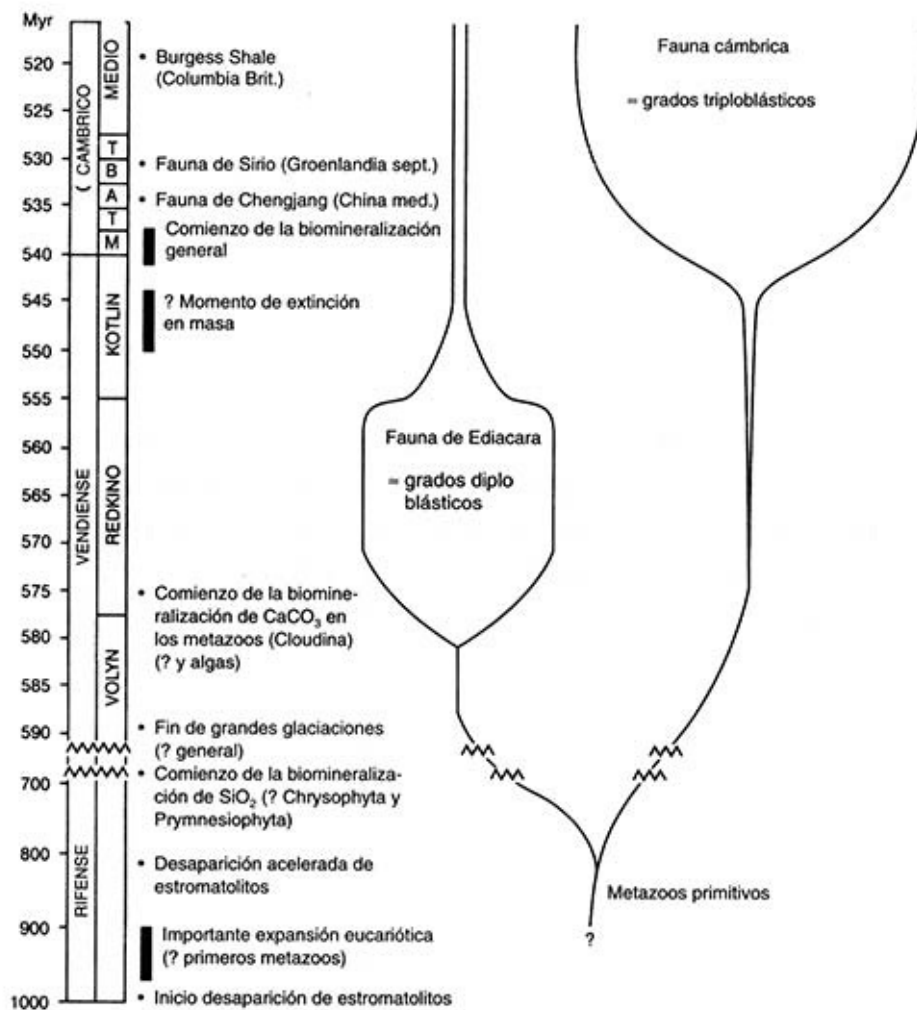 Myr
520
525
530
535
540
545
550
555
560
565
570
575
580
585
590
700
800
900
1000
( CAMBRICO
VENDIENSE
RIFENSE
MEDIO
T
B
A
T
M
KOTLIN
REDKINO
VOLYN
• Burgess Shale
(Columbia Brit.)
• Fauna de Sirio (Groenlandia sept.)
• Fauna de Chengjang (China med.)
Comienzo de la biomineralización
general
? Momento de extinción
en masa
• Comienzo de la biomine-
ralización de CaCO₃ en
los metazoos (Cloudina)
(? y algas)
• Fin de grandes glaciaciones
(? general)
• Comienzo de la biomineraliza-
ción de SiO₂ (? Chrysophyta y
Prymnesiophyta)
• Desaparición acelerada de
estromatolitos
Importante expansión eucariótica
(? primeros metazoos)
• Inicio desaparición de estromatolitos
Fauna de Ediacara
= grados diplo
blásticos
Fauna cámbrica
= grados triploblásticos
Metazoos primitivos
?